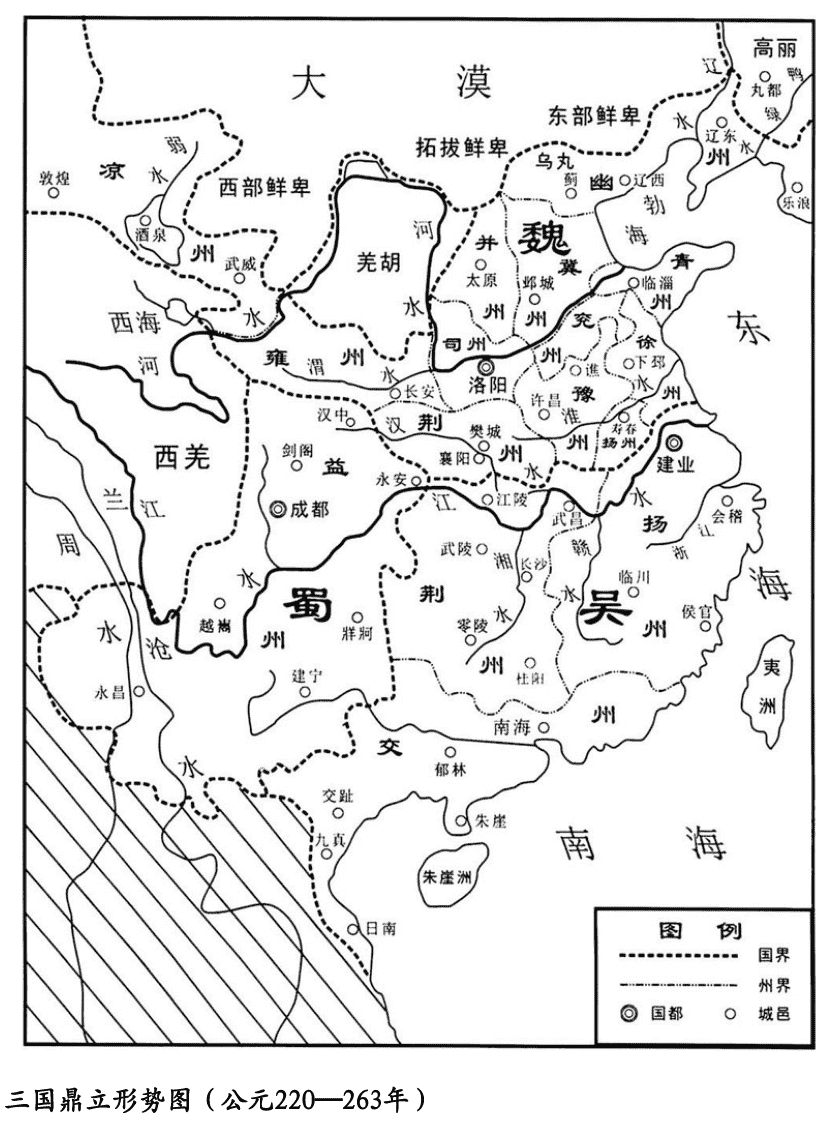 高丽
大漠
辽
鸭
丸都
绿
东部鲜卑
水
辽东
水
州
拓拔鲜卑
乌丸
弱
凉
水
蓟
幽
辽西
敦煌
西部鲜卑
勃
乐浪
酒泉
河
并
魏
海
州
羌胡
冀
青
武威
太原
邺城
临淄
西海
水
水
州
州
兖
州
东
河
雍
渭
州
司州
州
徐
水
洛阳
谯
下邳
长安
豫
水
州
汉中
汉
荆
许昌
淮
樊城
州
寿春
扬州
西羌
剑阁
益
襄阳
州
建业
永安
水
兰
江
成都
江
江陵
水
会稽
武昌
扬
江
周
武陵
湘
长沙
赣
浙
水
蜀
荆
临川
海
越嶲
水
吴
水
沧
州
牂牁
零陵
水
州
侯官
建宁
州
桂阳
夷
永昌
洲
南海
州
交
水
郁林
交趾
朱崖
九真
南海
朱崖洲
日南
图例
国界
州界
国都
城邑
三国鼎立形势图（公元220—263年）